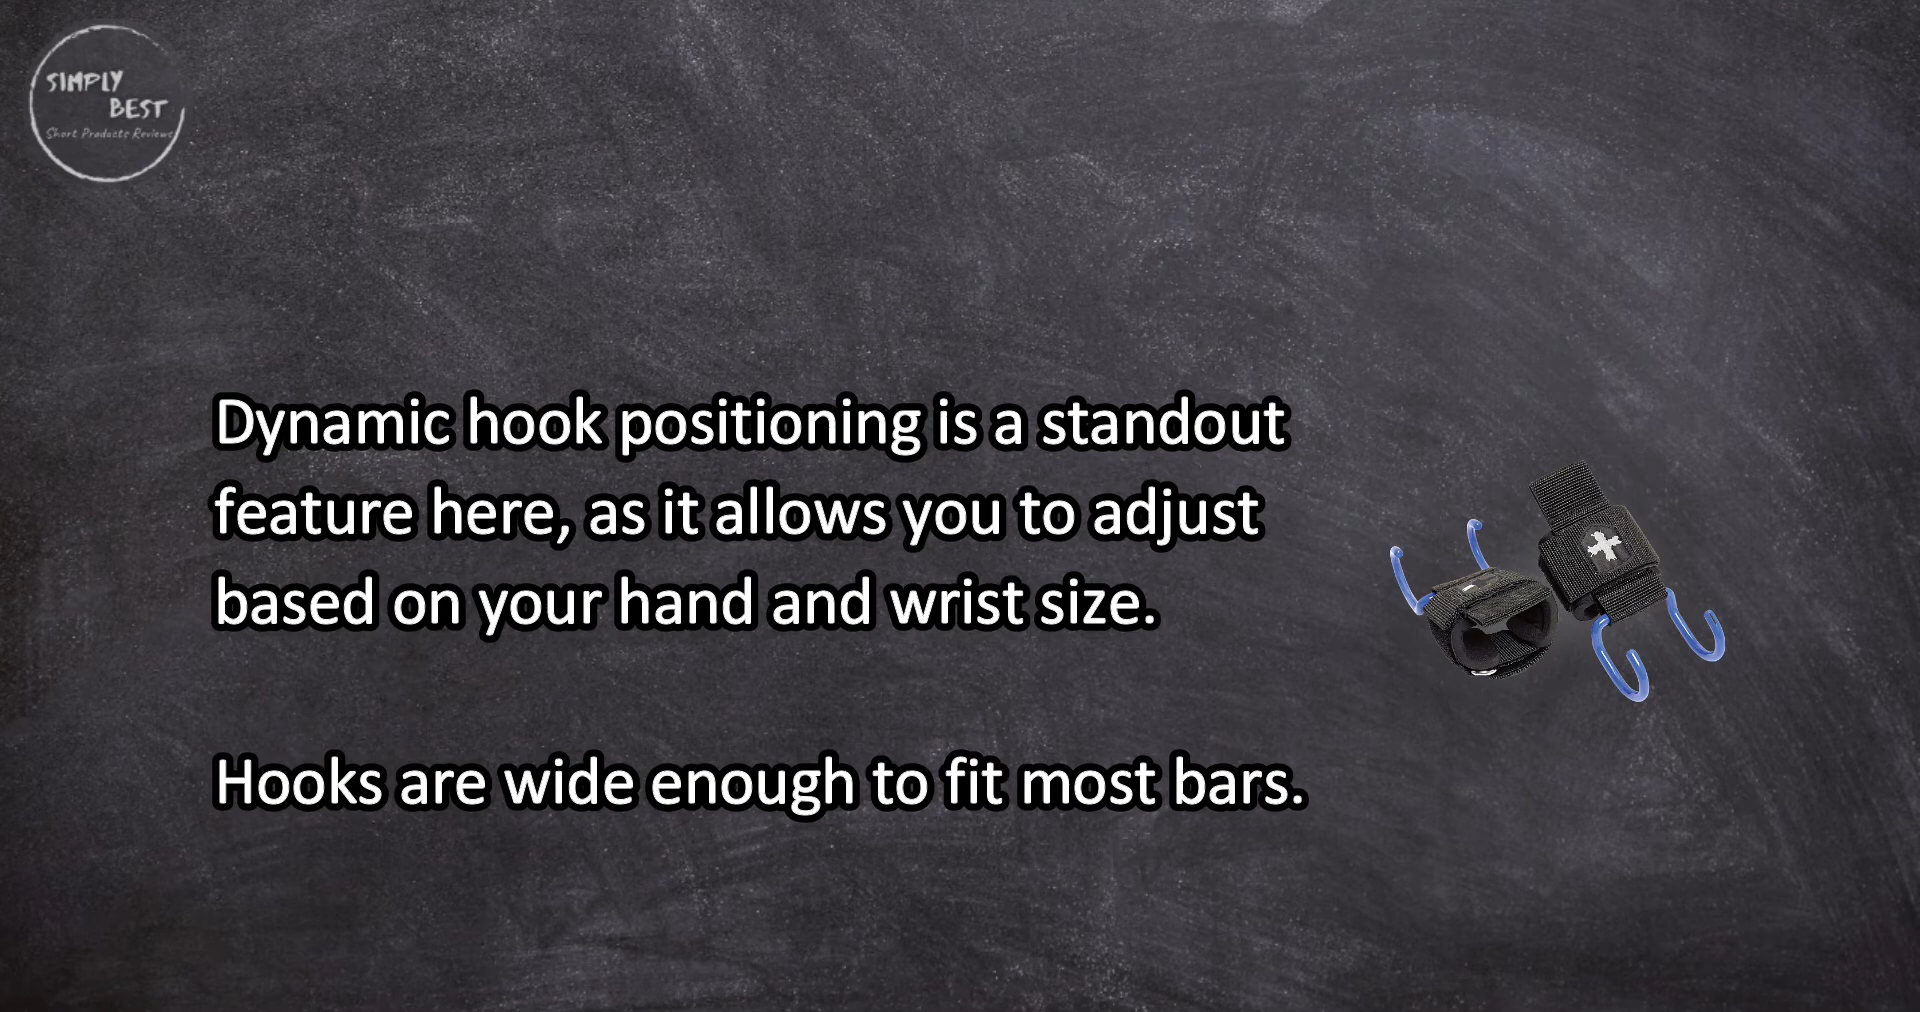 SIMPLY
BEST
Short Products Reviews
Dynamic hook positioning is a standout
feature here, as it allows you to adjust
based on your hand and wrist size.
Hooks are wide enough to fit most bars.